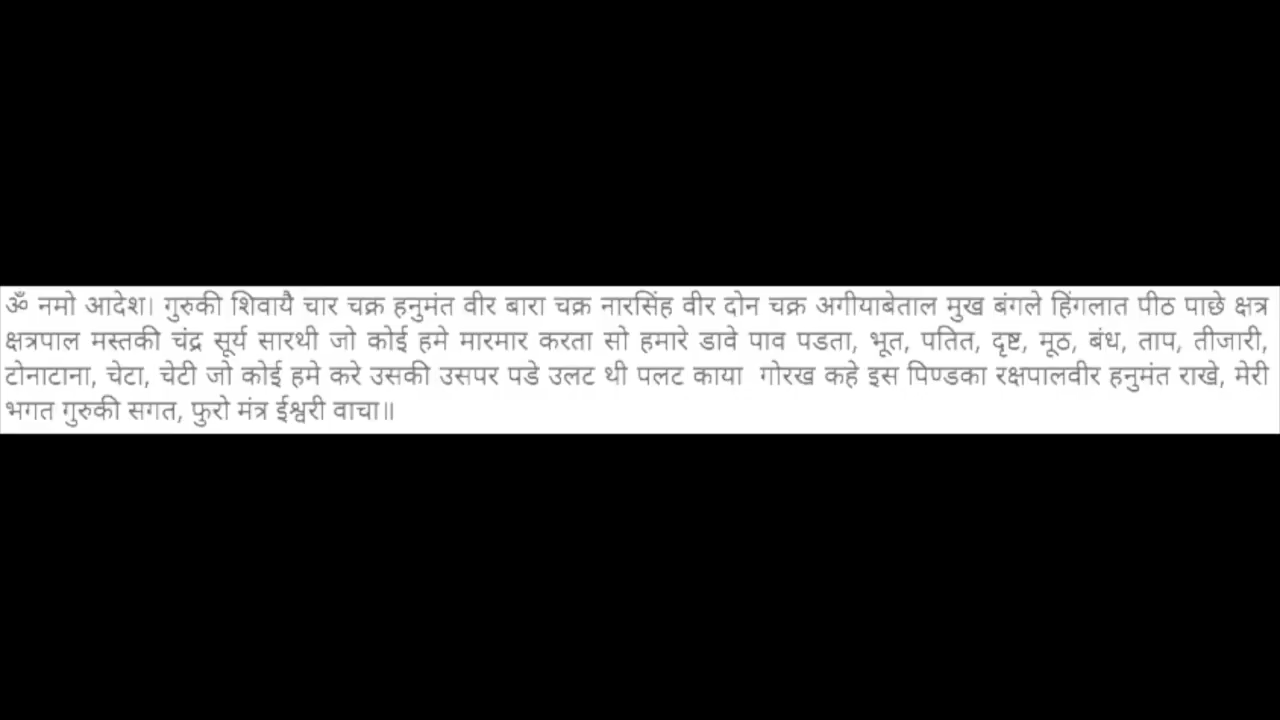 ॐ नमो आदेश। गुरुकी शिवायै चार चक्र हनुमंत वीर बारा चक्र नारसिंह वीर दोन चक्र अगीयाबेताल मुख बंगले हिंगलात पीठ पाछे क्षत्र
क्षत्रपाल मस्तकी चंद्र सूर्य सारथी जो कोई हमे मारमार करता सो हमारे डावे पाव पडता, भूत, पतित, दृष्ट, मूठ, बंध, ताप, तीजारी,
टोनाटाना, चेटा, चेटी जो कोई हमे करे उसकी उसपर पडे उलट थी पलट काया गोरख कहे इस पिण्डका रक्षपालवीर हनुमंत राखे, मेरी
भगत गुरुकी सगत, फुरो मंत्र ईश्वरी वाचा॥